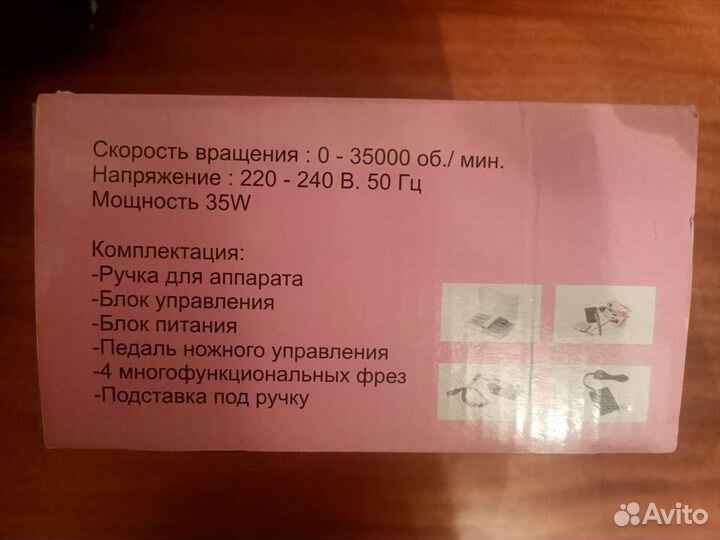 Скорость вращения : 0 - 35000 об./ мин.
Напряжение : 220 - 240 В. 50 Гц
Мощность 35W
Комплектация:
-Ручка для аппарата
-Блок управления
-Блок питания
-Педаль ножного управления
-4 многофункциональных фрез
-Подставка под ручку
Avito